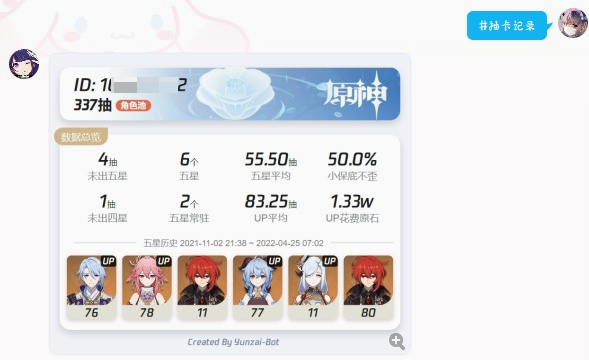 #抽卡记录
ID: 10 2
337抽 角色池
原神
数据总览
4抽 6个 55.50抽 50.0%
未出五星 五星 五星平均 小保底不歪
1抽 2个 83.25抽 1.33w
未出四星 五星常驻 UP平均 UP花费原石
五星历史 2021-11-02 21:38 ~ 2022-04-25 07:02
UP UP UP UP
76 78 11 77 11 80
Created By Yunzai-Bot